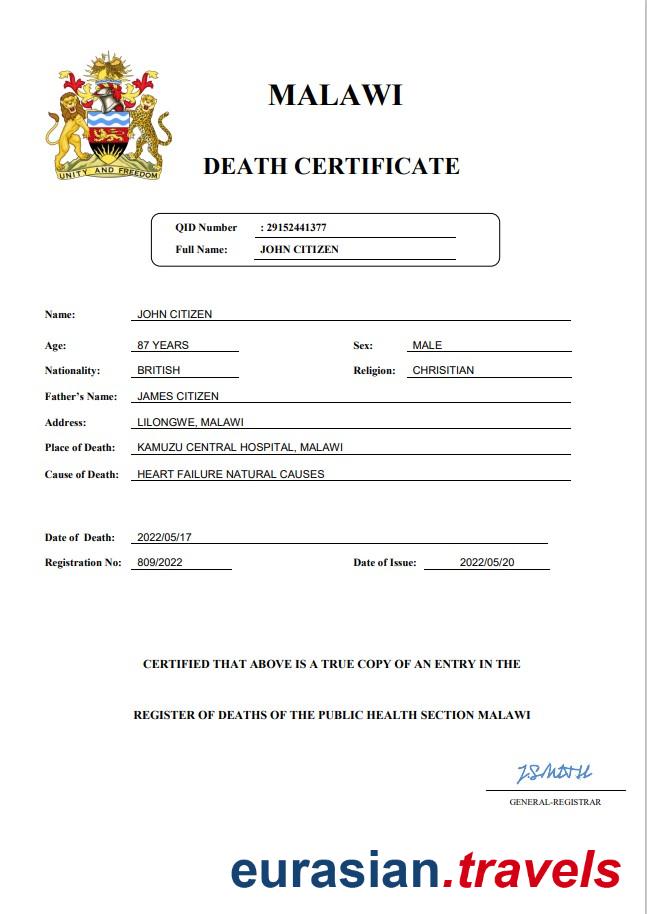 UNITY AND FREEDOM
MALAWI
DEATH CERTIFICATE
QID Number : 29152441377
Full Name: JOHN CITIZEN
Name: JOHN CITIZEN
Age: 87 YEARS Sex: MALE
Nationality: BRITISH Religion: CHRISITIAN
Father's Name: JAMES CITIZEN
Address: LILONGWE, MALAWI
Place of Death: KAMUZU CENTRAL HOSPITAL, MALAWI
Cause of Death: HEART FAILURE NATURAL CAUSES
Date of Death: 2022/05/17
Registration No: 809/2022 Date of Issue: 2022/05/20
CERTIFIED THAT ABOVE IS A TRUE COPY OF AN ENTRY IN THE
REGISTER OF DEATHS OF THE PUBLIC HEALTH SECTION MALAWI
GENERAL-REGISTRAR
eurasian.travels